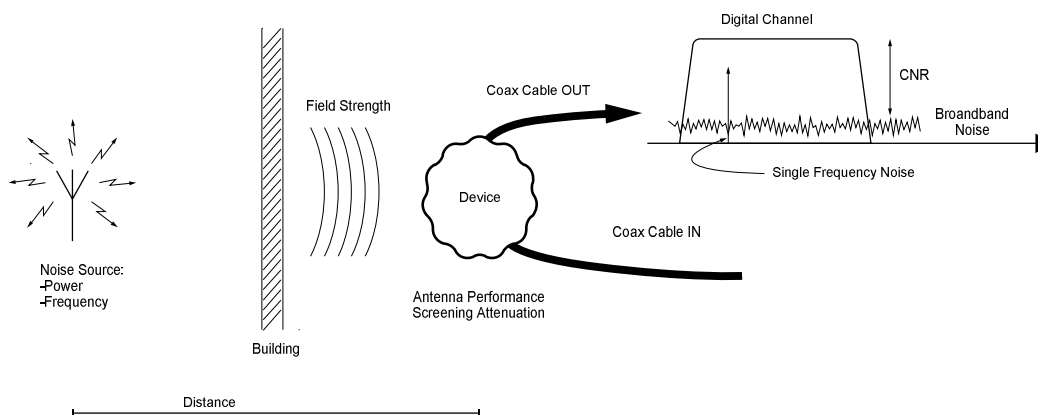 Digital Channel
CNR
Coax Cable OUT
Field Strength
Broandband
Noise
Single Frequency Noise
Device
Coax Cable IN
Noise Source:
-Power
-Frequency
Antenna Performance
Screening Attenuation
Building
Distance